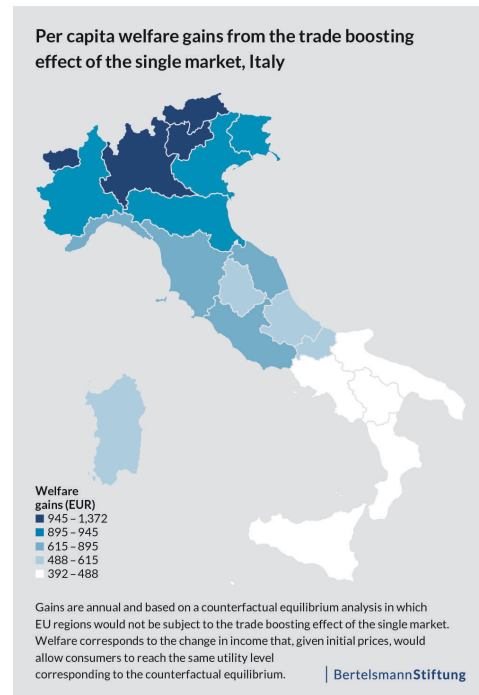 Per capita welfare gains from the trade boosting
effect of the single market, Italy
Welfare
gains (EUR)
945 – 1,372
895 – 945
615 – 895
488 – 615
392 – 488
Gains are annual and based on a counterfactual equilibrium analysis in which
EU regions would not be subject to the trade boosting effect of the single market.
Welfare corresponds to the change in income that, given initial prices, would
allow consumers to reach the same utility level
corresponding to the counterfactual equilibrium.
BertelsmannStiftung